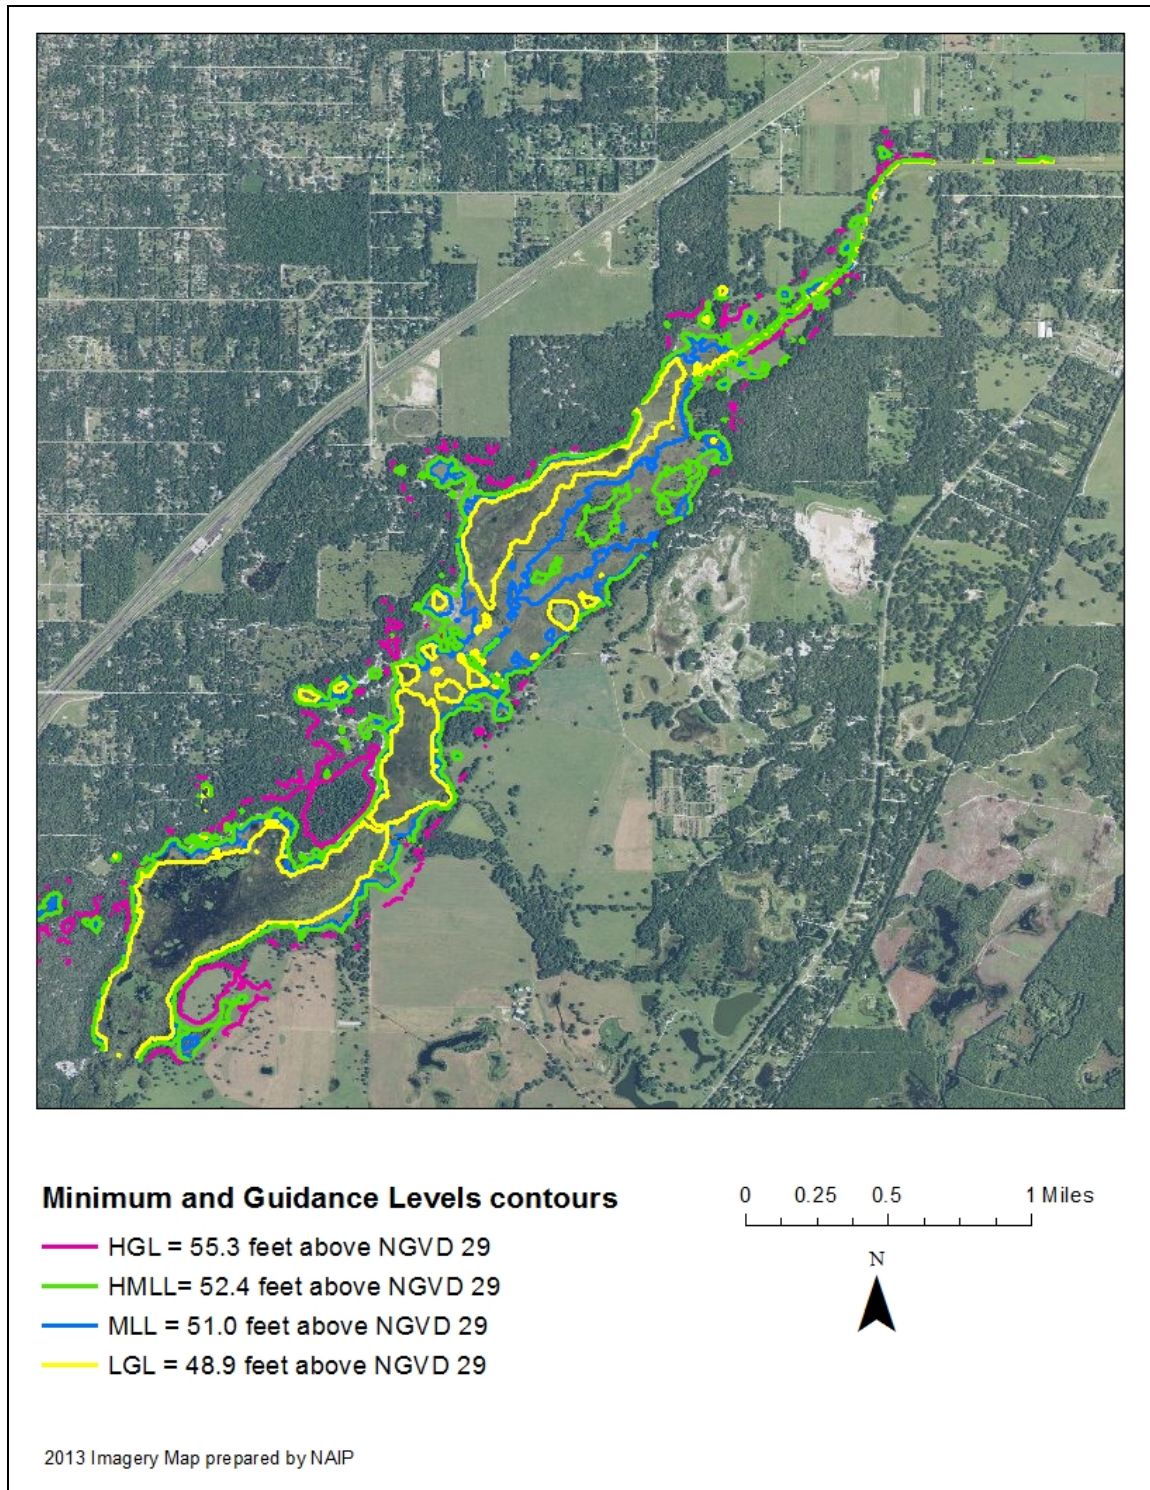 Minimum and Guidance Levels contours
HGL = 55.3 feet above NGVD 29
HMLL= 52.4 feet above NGVD 29
MLL = 51.0 feet above NGVD 29
LGL = 48.9 feet above NGVD 29
0 0.25 0.5 1 Miles
N
2013 Imagery Map prepared by NAIP